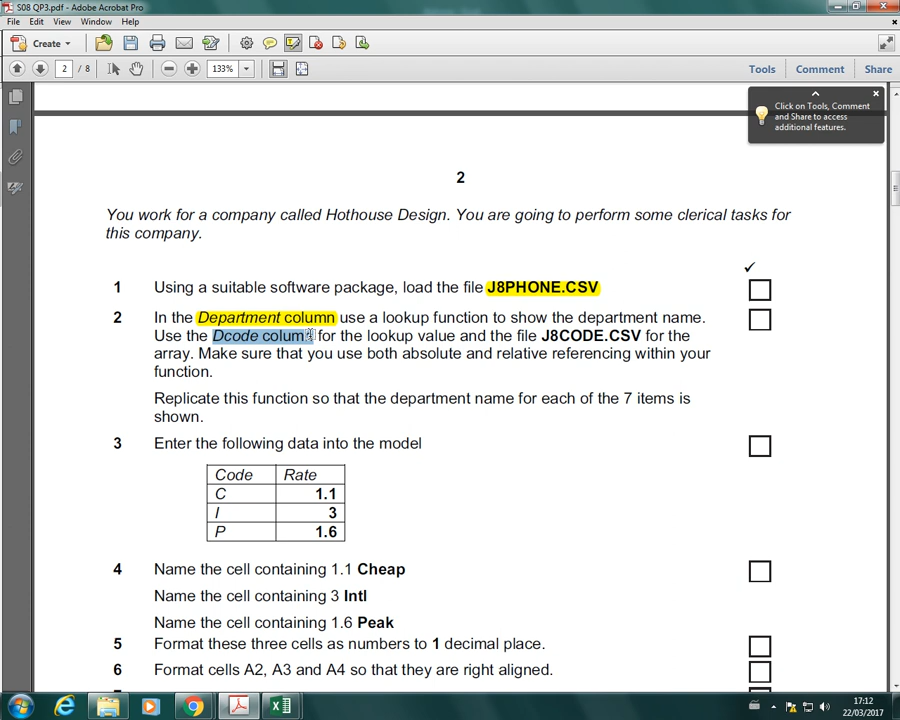 S08 QP3.pdf - Adobe Acrobat Pro
File Edit View Window Help
Create
2 / 8 133% Tools Comment Share
Click on Tools, Comment
and Share to access
additional features.
2
You work for a company called Hothouse Design. You are going to perform some clerical tasks for
this company.
✓
1 Using a suitable software package, load the file J8PHONE.CSV
2 In the Department column use a lookup function to show the department name.
Use the Dcode column for the lookup value and the file J8CODE.CSV for the
array. Make sure that you use both absolute and relative referencing within your
function.
Replicate this function so that the department name for each of the 7 items is
shown.
3 Enter the following data into the model
Code Rate
C 1.1
I 3
P 1.6
4 Name the cell containing 1.1 Cheap
Name the cell containing 3 Intl
Name the cell containing 1.6 Peak
5 Format these three cells as numbers to 1 decimal place.
6 Format cells A2, A3 and A4 so that they are right aligned.
17:12
22/03/2017